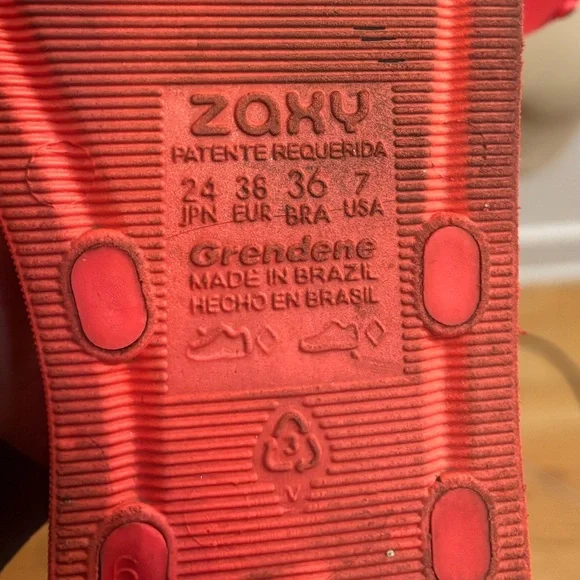 zaxy
PATENTE REQUERIDA
24 38 36 7
JPN EUR BRA USA
Grendene
MADE IN BRAZIL
HECHO EN BRASIL
3
V